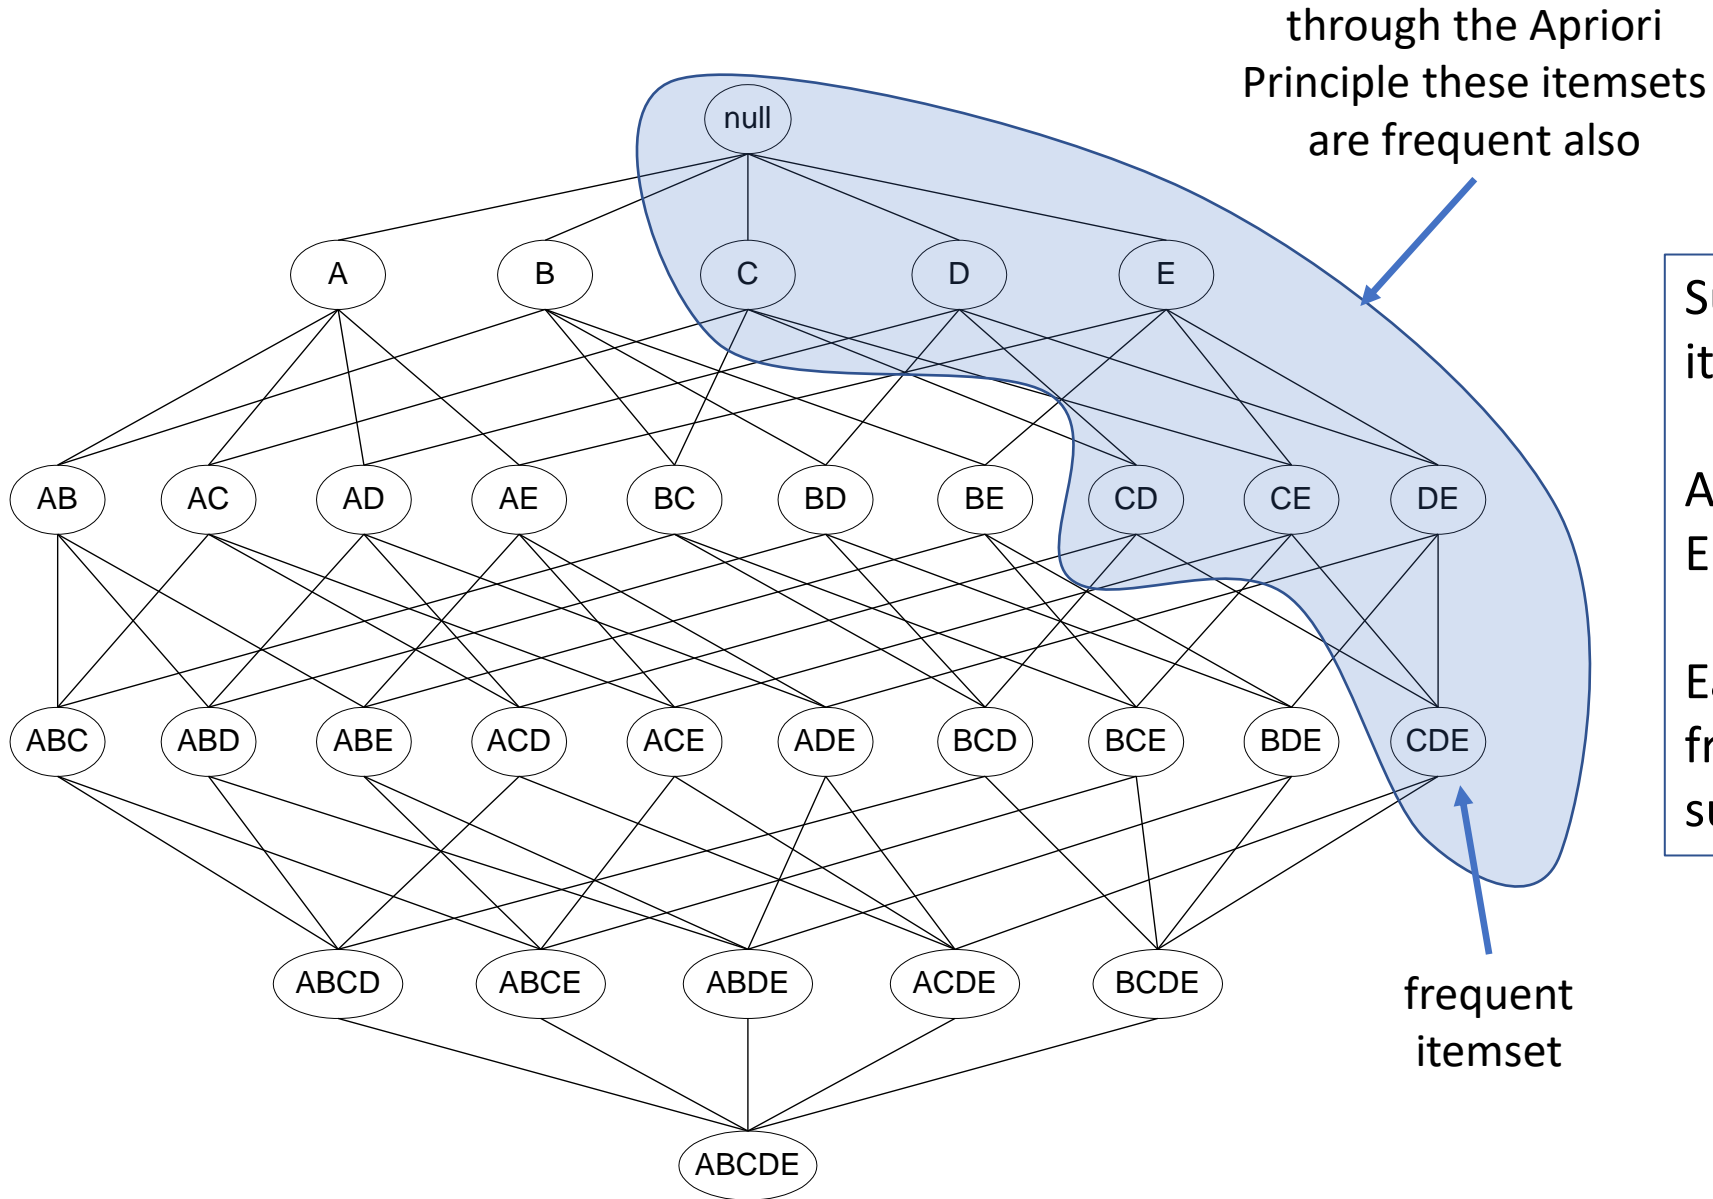 through the Apriori
Principle these itemsets
are frequent also
null
A B C D E
AB AC AD AE BC BD BE CD CE DE
ABC ABD ABE ACD ACE ADE BCD BCE BDE CDE
ABCD ABCE ABDE ACDE BCDE
ABCDE
frequent
itemset
it
A
E